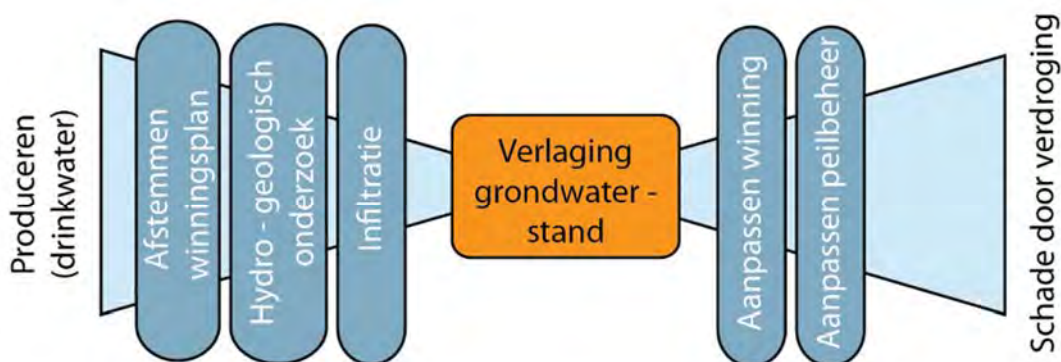 Produceren
(drinkwater)
Afstemmen
winningsplan
Hydro - geologisch
onderzoek
Infiltratie
Verlaging
grondwater -
stand
Aanpassen winning
Aanpassen peilbeheer
Schade door verdroging